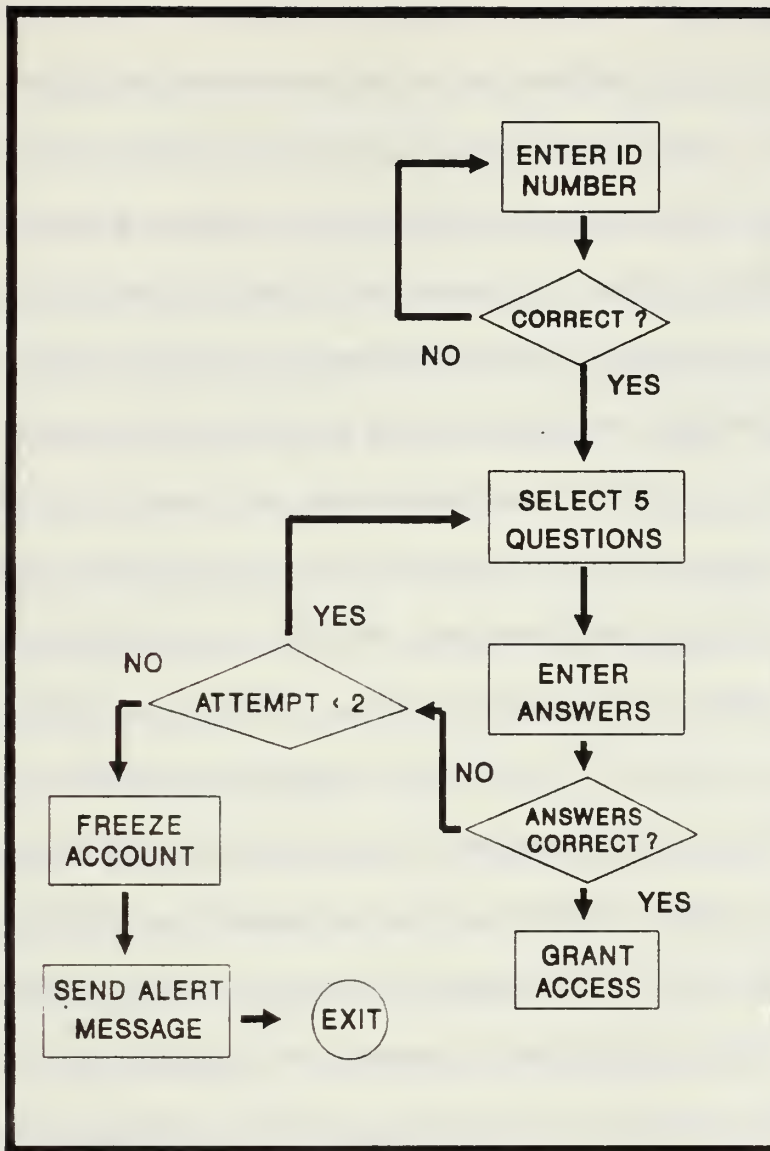 ENTER ID
NUMBER
CORRECT ?
NO
YES
SELECT 5
QUESTIONS
YES
NO
ATTEMPT < 2
ENTER
ANSWERS
NO
ANSWERS
CORRECT ?
FREEZE
ACCOUNT
YES
GRANT
ACCESS
SEND ALERT
MESSAGE
EXIT